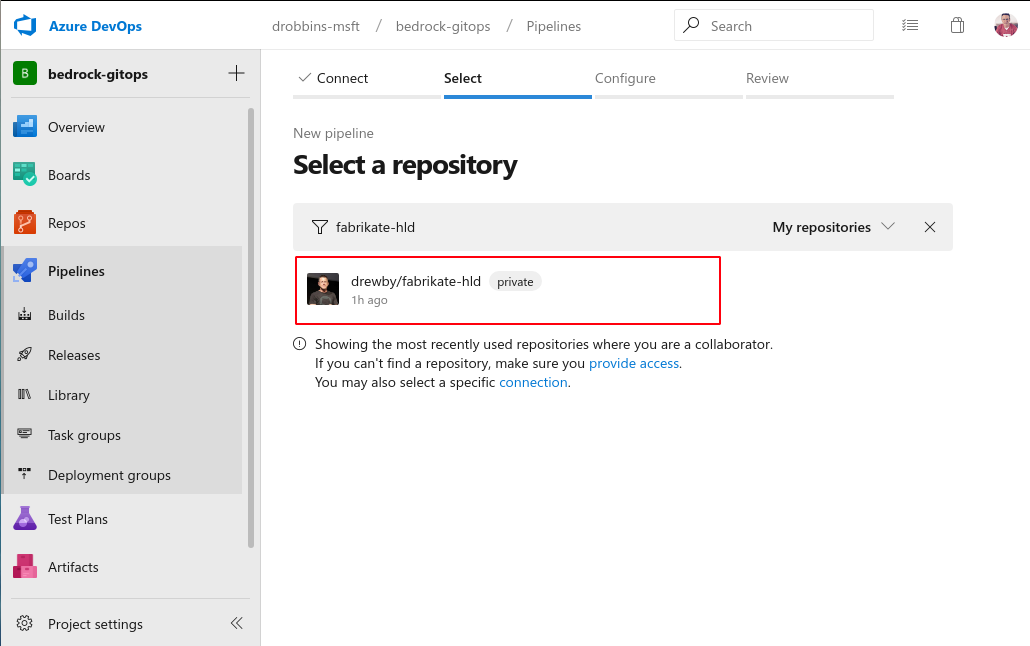 Azure DevOps
drobbins-msft / bedrock-gitops / Pipelines
Search
B bedrock-gitops
Overview
Boards
Repos
Pipelines
Builds
Releases
Library
Task groups
Deployment groups
Test Plans
Artifacts
Project settings
Connect Select Configure Review
New pipeline
Select a repository
fabrikate-hld My repositories
drewby/fabrikate-hld private
1h ago
Showing the most recently used repositories where you are a collaborator.
If you can't find a repository, make sure you provide access.
You may also select a specific connection.